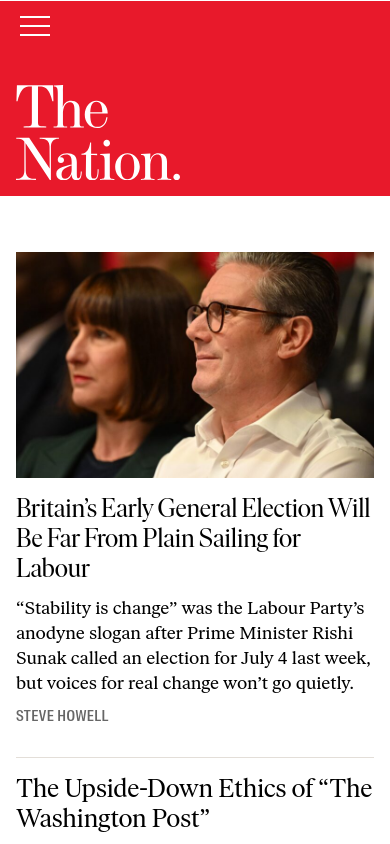 The
Nation.
Britain’s Early General Election Will
Be Far From Plain Sailing for
Labour
“Stability is change” was the Labour Party’s
anodyne slogan after Prime Minister Rishi
Sunak called an election for July 4 last week,
but voices for real change won’t go quietly.
STEVE HOWELL
The Upside-Down Ethics of “The
Washington Post”